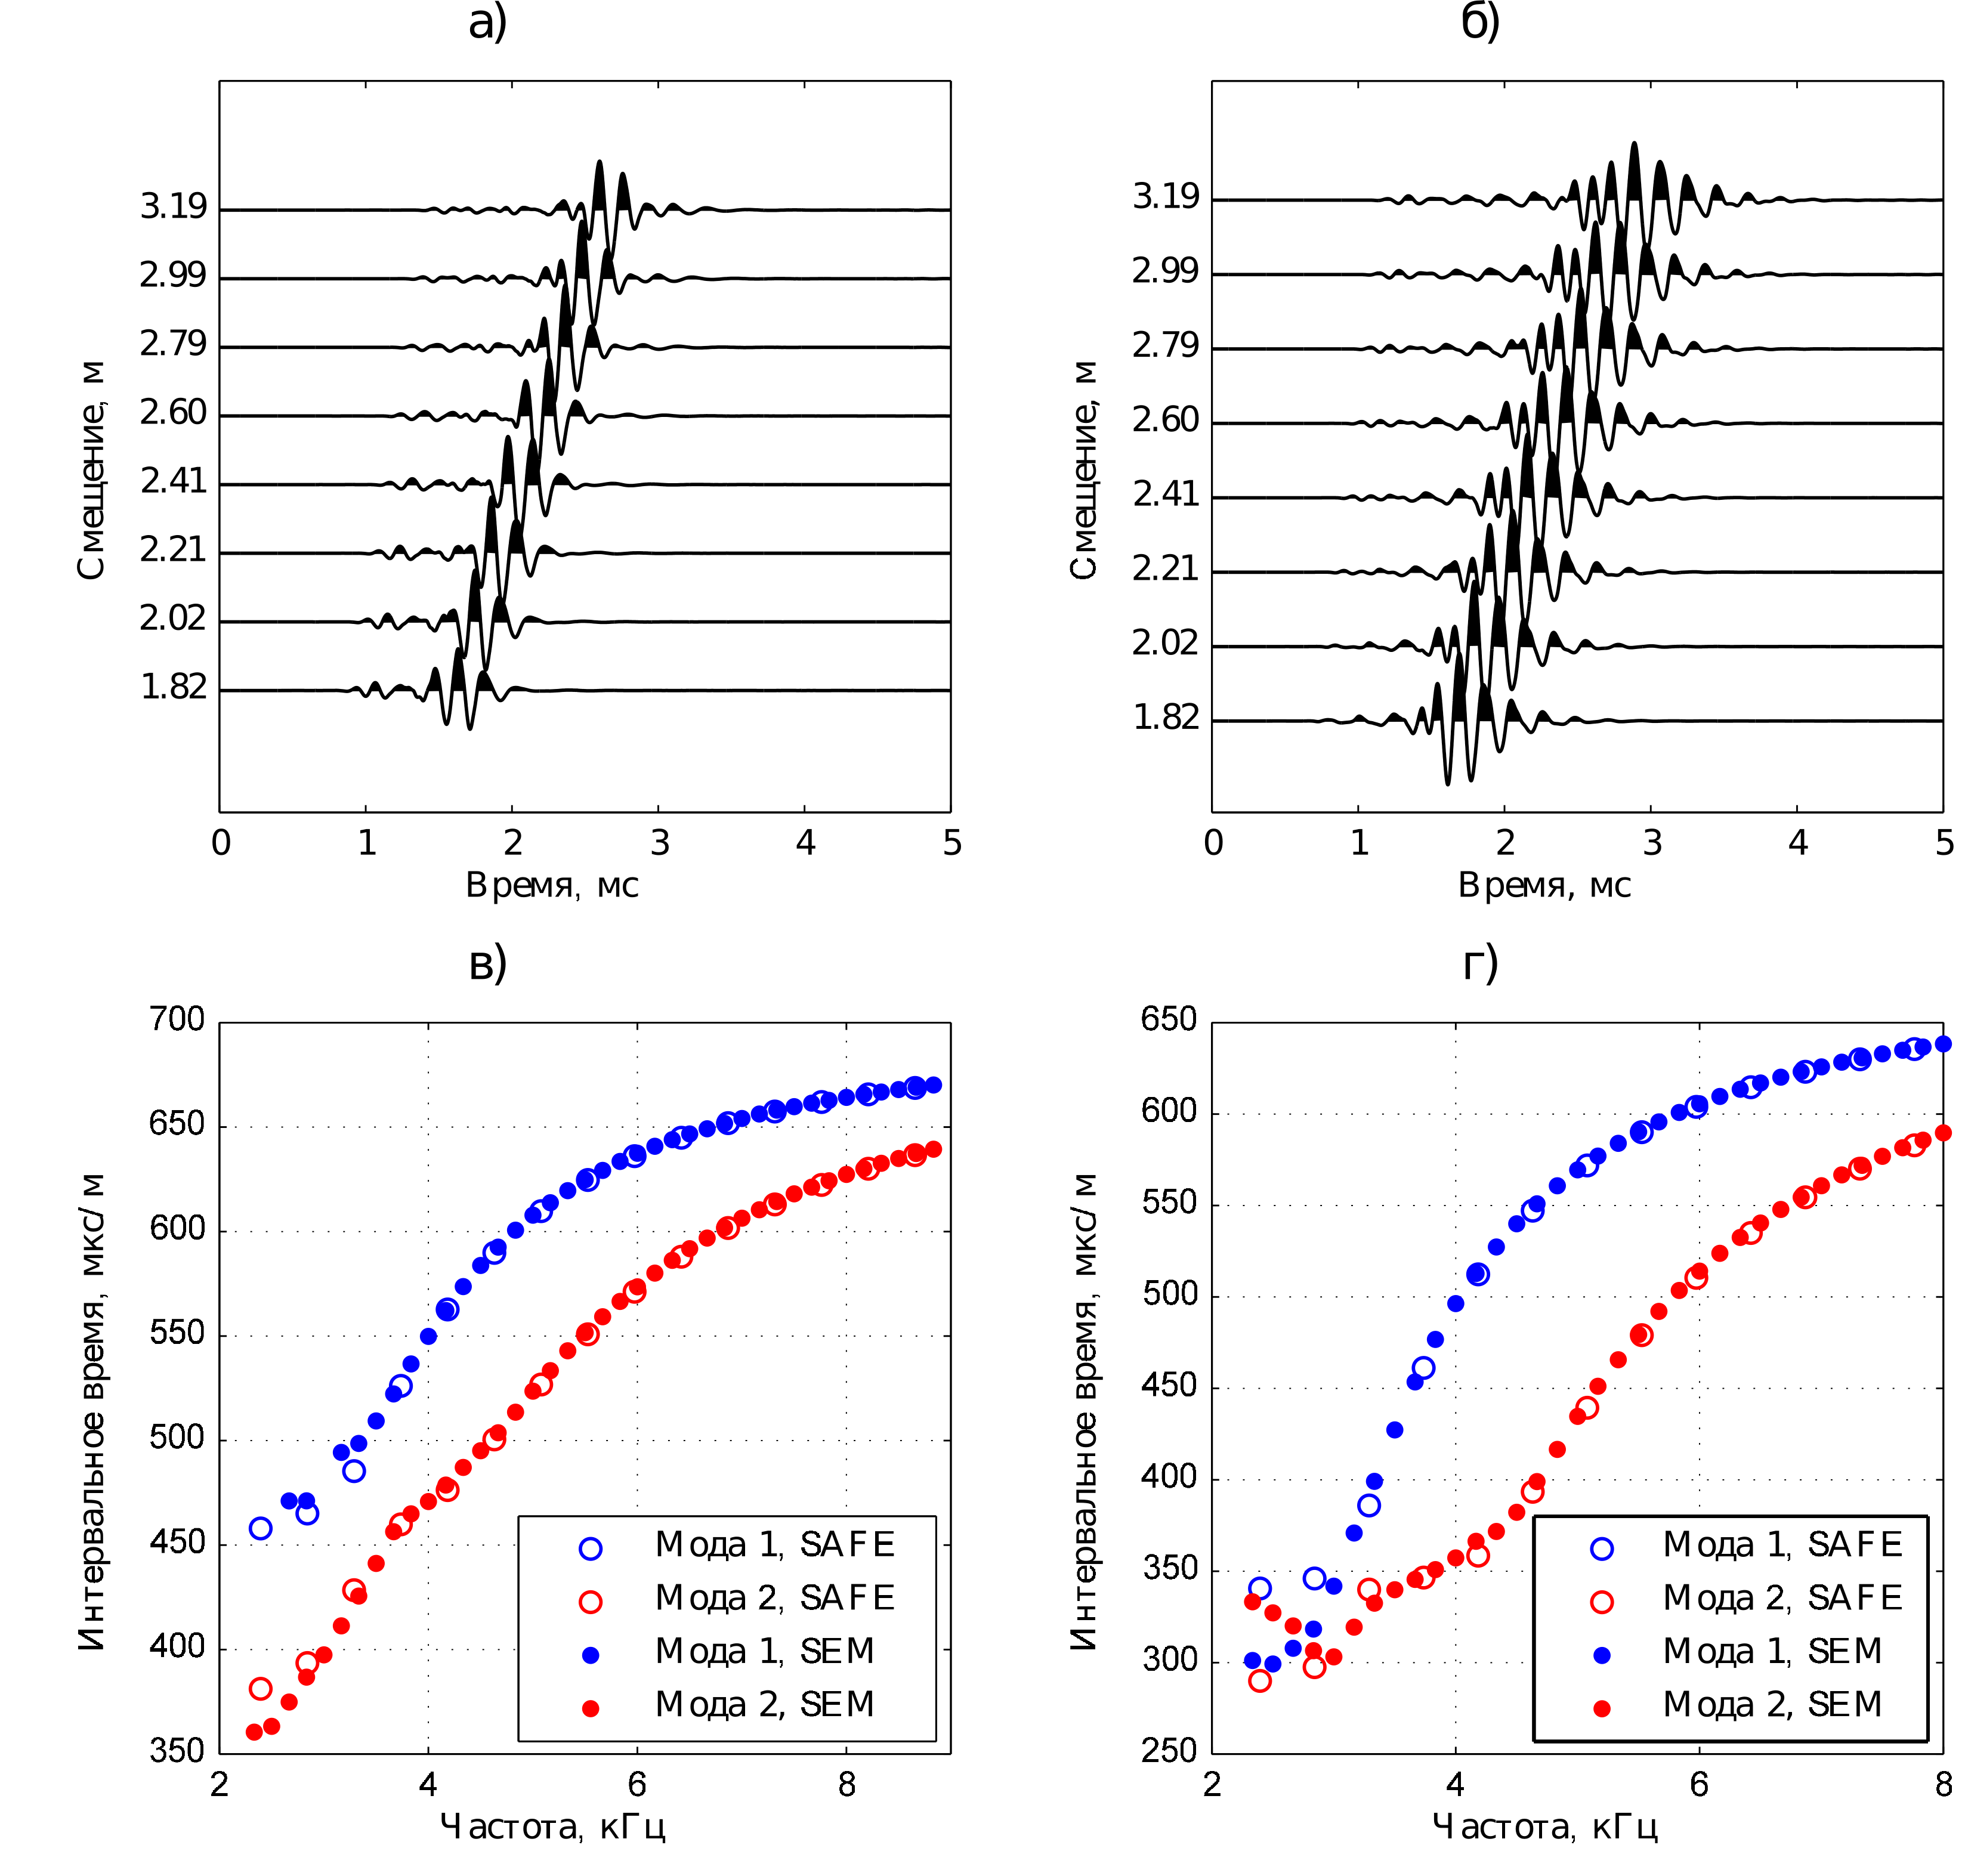 а)
3.19
2.99
2.79
2.60
2.41
2.21
2.02
1.82
Смещение, м
0 1 2 3 4 5
Время, мс
б)
3.19
2.99
2.79
2.60
2.41
2.21
2.02
1.82
Смещение, м
0 1 2 3 4 5
Время, мс
в)
700
650
600
550
500
450
400
350
Интервальное время, мкс/м
2 4 6 8
Частота, кГц
Мода 1, SAFE
Мода 2, SAFE
Мода 1, SEM
Мода 2, SEM
г)
650
600
550
500
450
400
350
300
250
Интервальное время, мкс/м
2 4 6 8
Частота, кГц
Мода 1, SAFE
Мода 2, SAFE
Мода 1, SEM
Мода 2, SEM